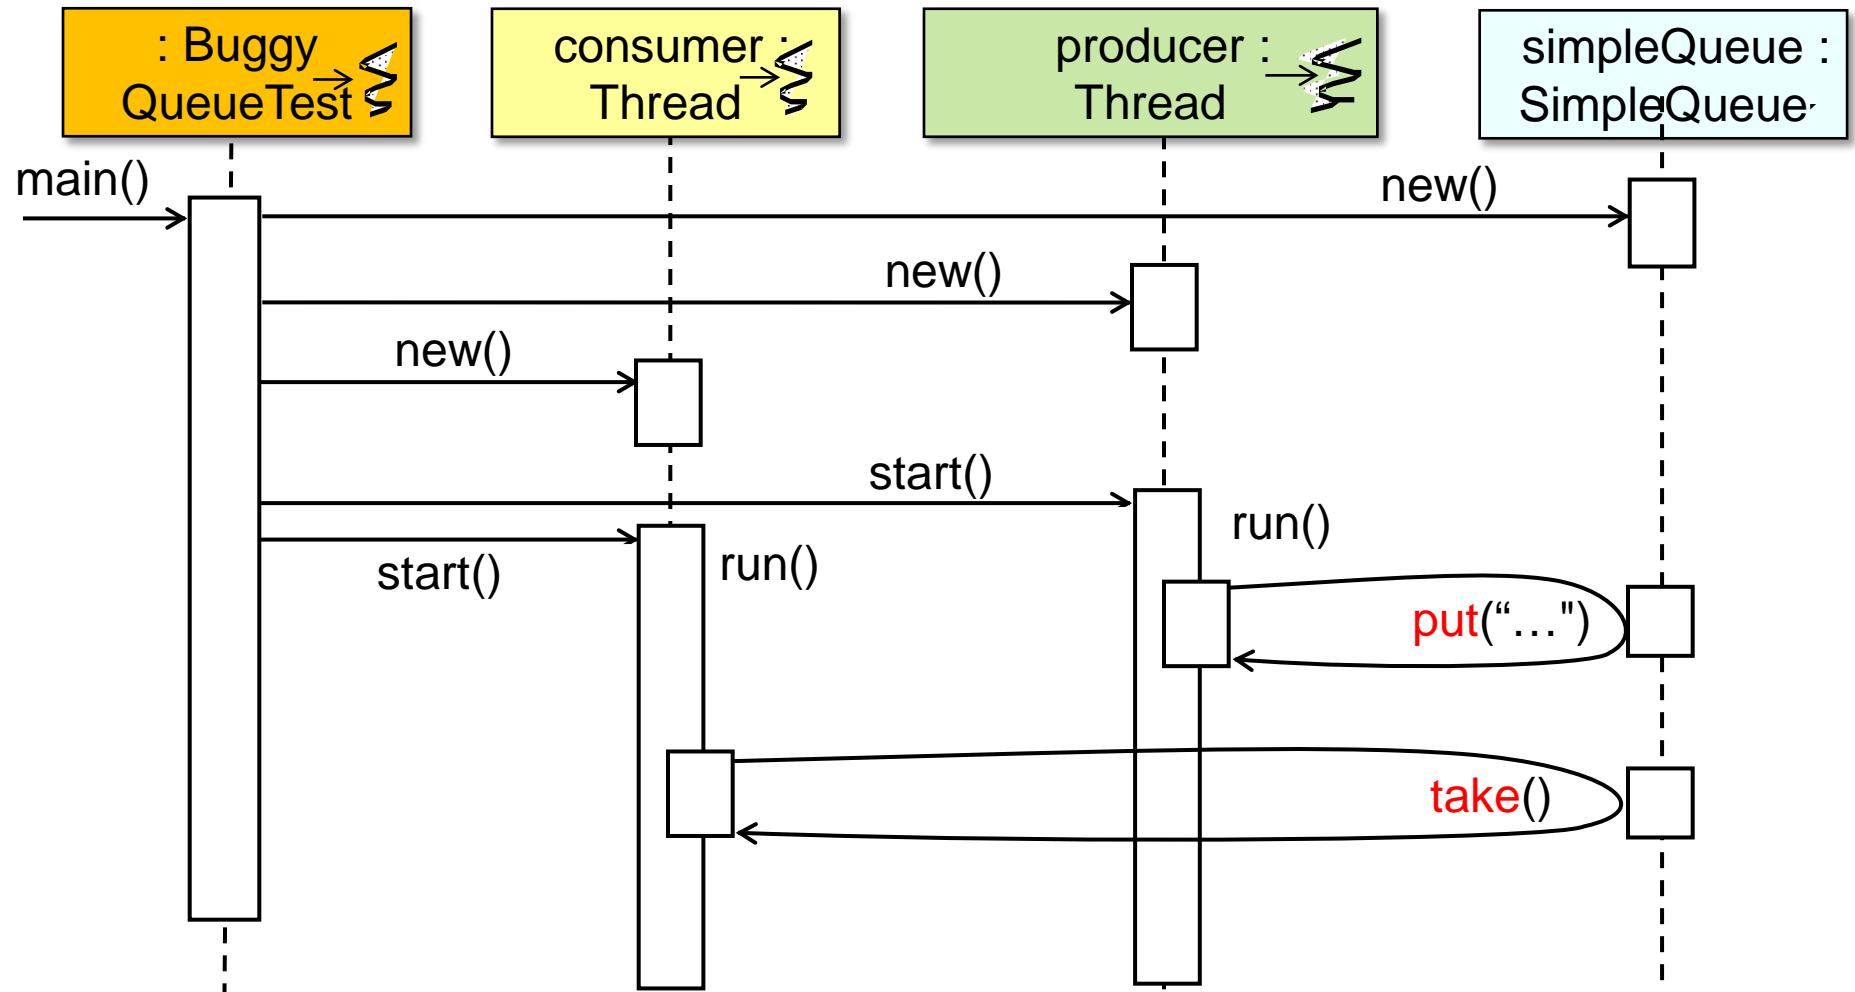 : Buggy
QueueTest
consumer :
Thread
producer :
Thread
simpleQueue :
SimpleQueue
main()
new()
new()
new()
start()
run()
start()
run()
put(“…")
take()